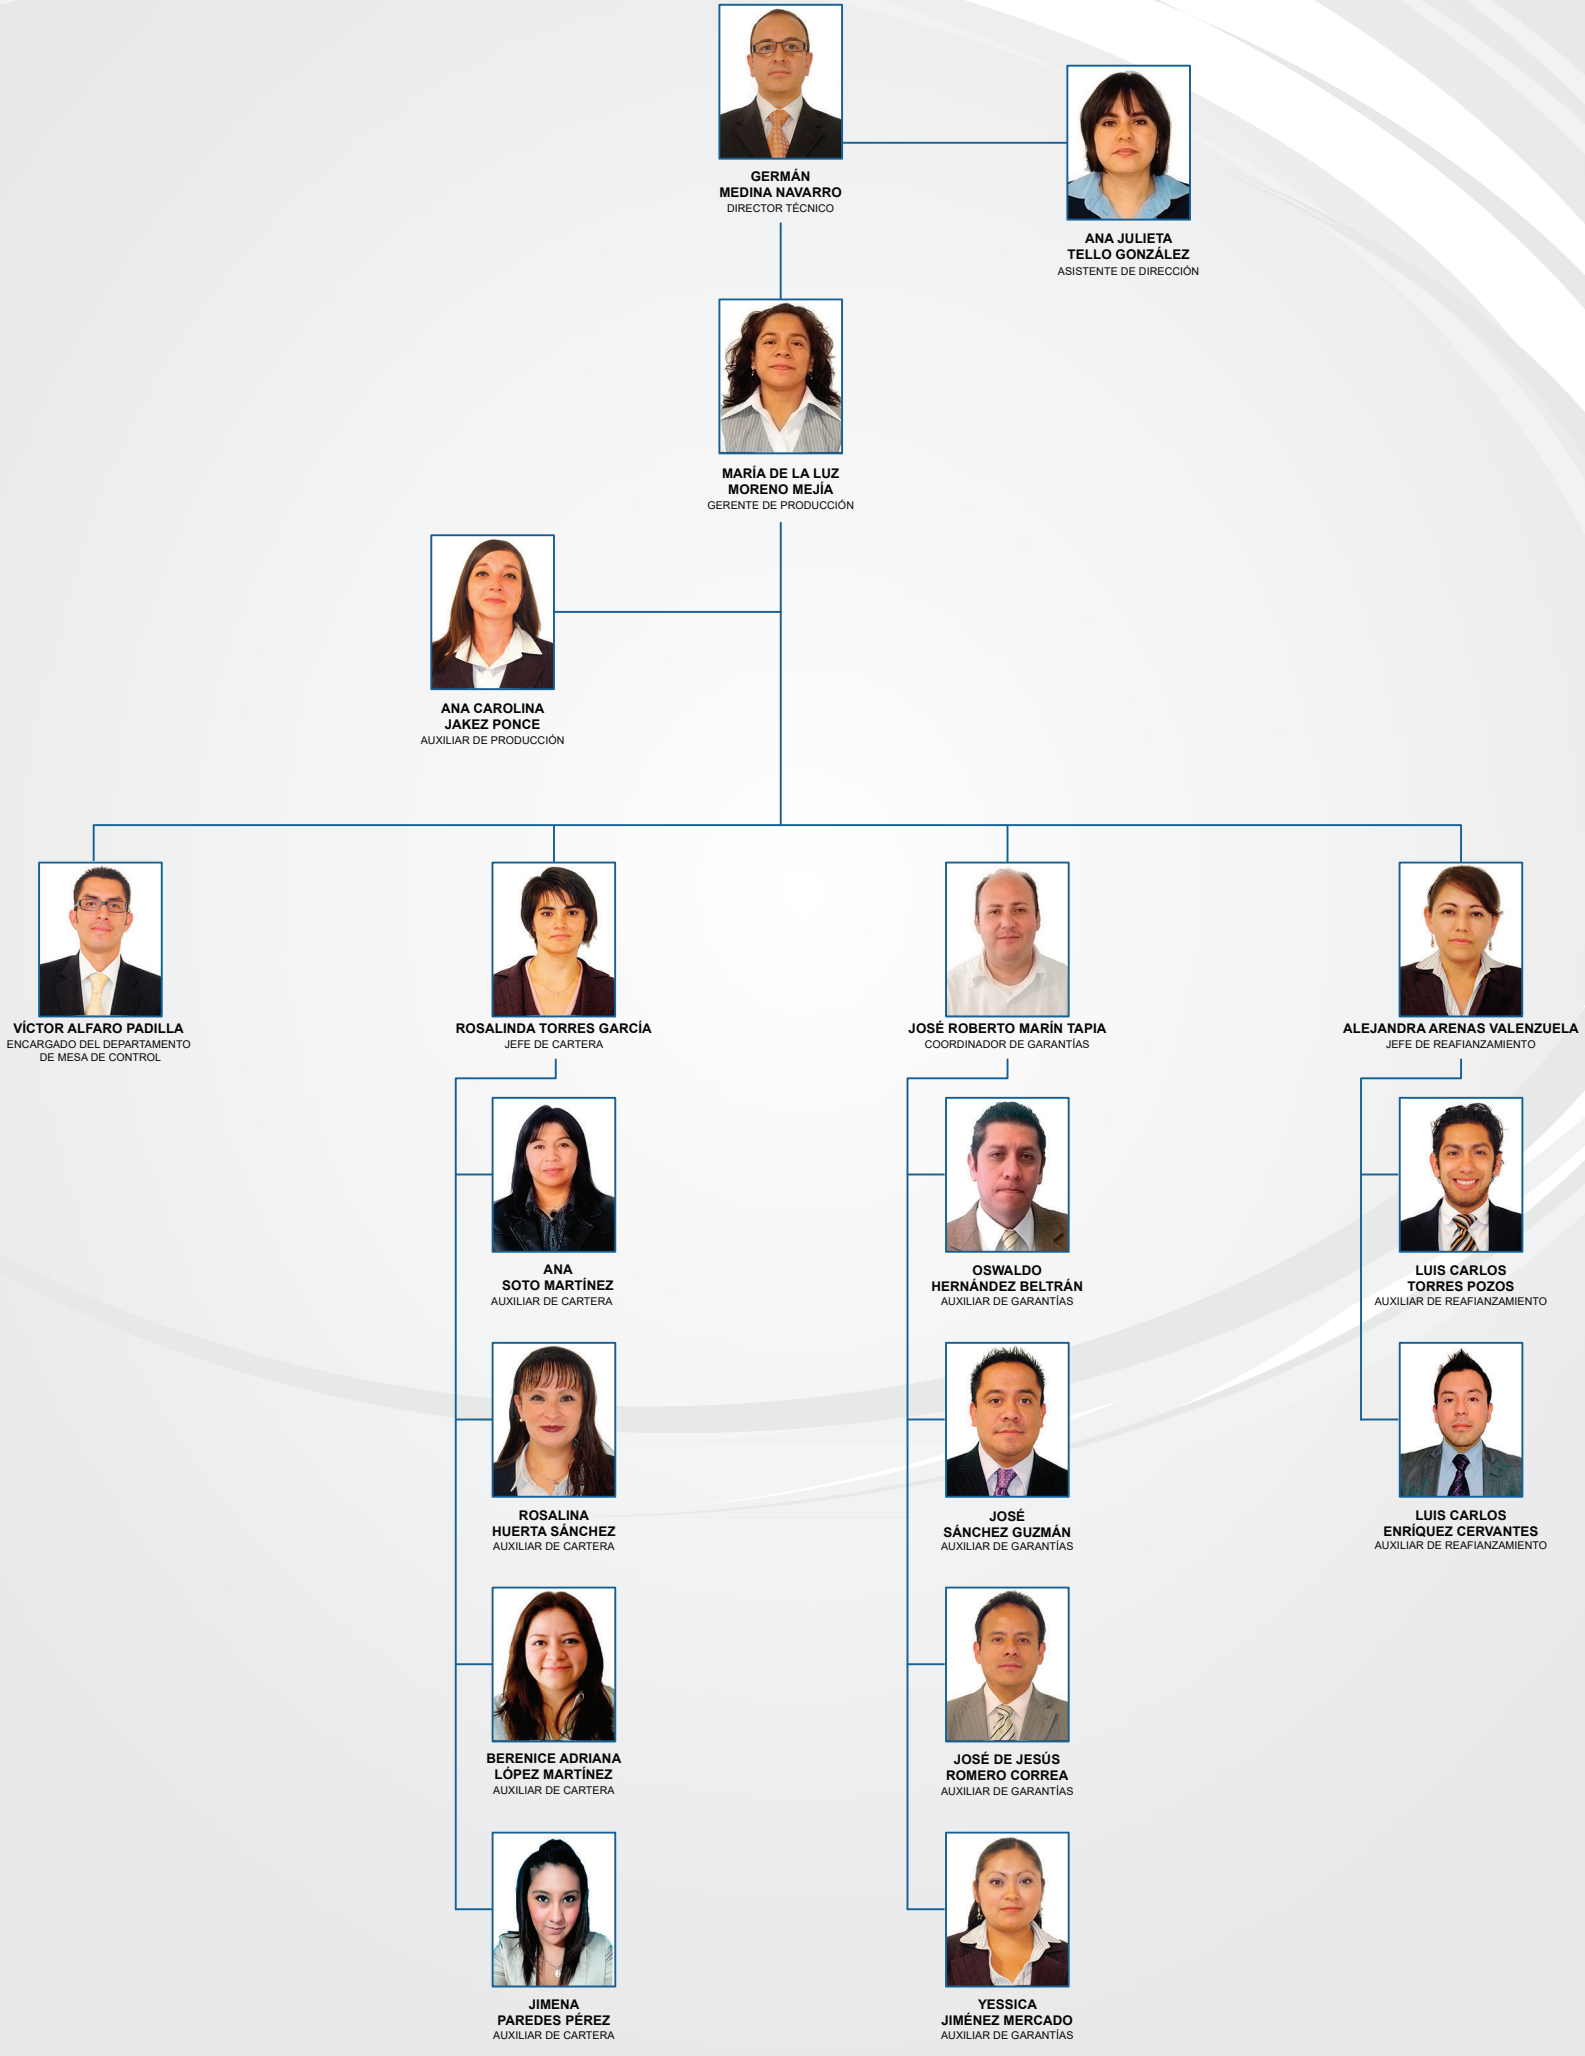 GERMÁN
MEDINA NAVARRO
DIRECTOR TÉCNICO
ANA JULIETA
TELLO GONZÁLEZ
ASISTENTE DE DIRECCIÓN
MARÍA DE LA LUZ
MORENO MEJÍA
GERENTE DE PRODUCCIÓN
ANA CAROLINA
JAKEZ PONCE
AUXILIAR DE PRODUCCIÓN
VÍCTOR ALFARO PADILLA
ENCARGADO DEL DEPARTAMENTO
DE MESA DE CONTROL
ROSALINDA TORRES GARCÍA
JEFE DE CARTERA
JOSÉ ROBERTO MARÍN TAPIA
COORDINADOR DE GARANTÍAS
ALEJANDRA ARENAS VALENZUELA
JEFE DE REAFIANZAMIENTO
ANA
SOTO MARTÍNEZ
AUXILIAR DE CARTERA
OSWALDO
HERNÁNDEZ BELTRÁN
AUXILIAR DE GARANTÍAS
LUIS CARLOS
TORRES POZOS
AUXILIAR DE REAFIANZAMIENTO
ROSALINA
HUERTA SÁNCHEZ
AUXILIAR DE CARTERA
JOSÉ
SÁNCHEZ GUZMÁN
AUXILIAR DE GARANTÍAS
LUIS CARLOS
ENRÍQUEZ CERVANTES
AUXILIAR DE REAFIANZAMIENTO
BERENICE ADRIANA
LÓPEZ MARTÍNEZ
AUXILIAR DE CARTERA
JOSÉ DE JESÚS
ROMERO CORREA
AUXILIAR DE GARANTÍAS
JIMENA
PAREDES PÉREZ
AUXILIAR DE CARTERA
YESSICA
JIMÉNEZ MERCADO
AUXILIAR DE GARANTÍAS